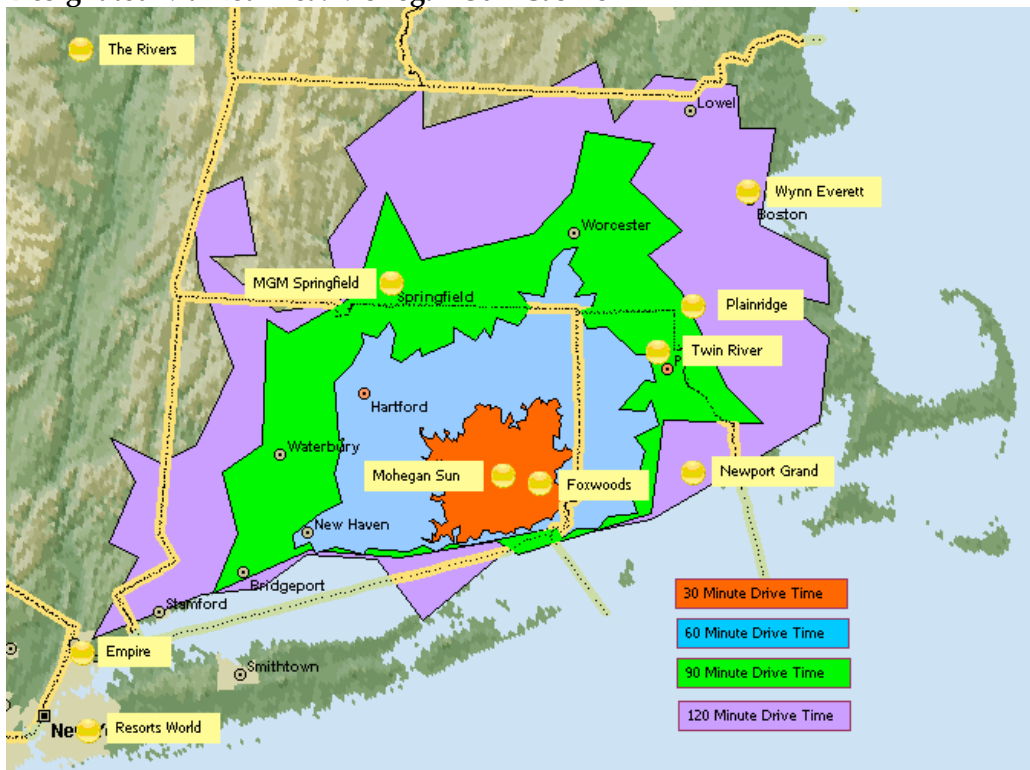 The Rivers
Lowel
Wynn Everett
Boston
Worcester
MGM Springfield
Springfield
Plainridge
Twin River
P
Hartford
Waterbury
Mohegan Sun
Foxwoods
Newport Grand
New Haven
Bridgeport
Stamford
30 Minute Drive Time
60 Minute Drive Time
Empire
Smithtown
90 Minute Drive Time
120 Minute Drive Time
Resorts World